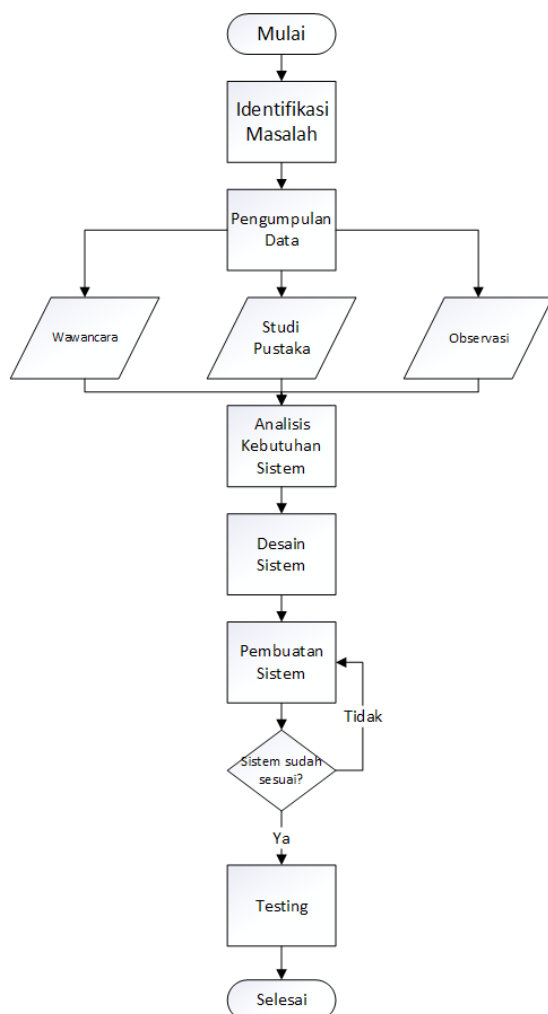 Mulai
Identifikasi
Masalah
Pengumpulan
Data
Wawancara
Studi
Pustaka
Observasi
Analisis
Kebutuhan
Sistem
Desain
Sistem
Pembuatan
Sistem
Tidak
Sistem sudah
sesuai?
Ya
Testing
Selesai